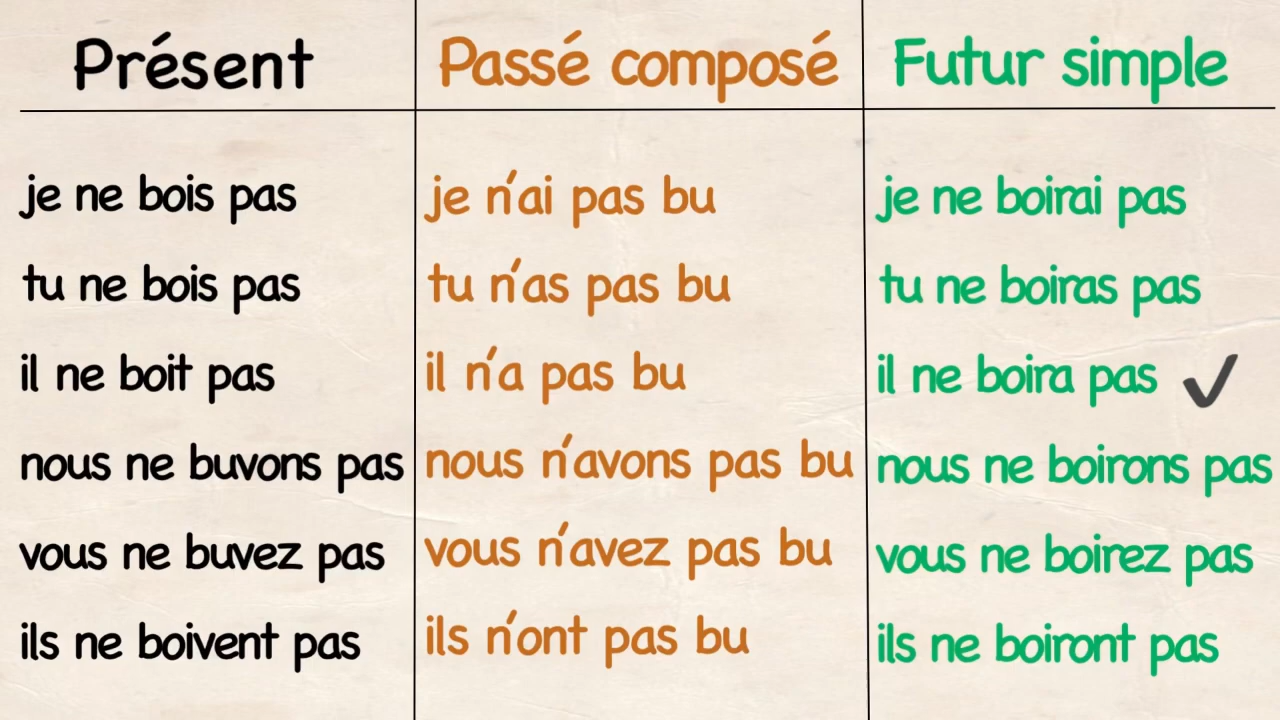 Présent Passé composé Futur simple
je ne bois pas je n'ai pas bu je ne boirai pas
tu ne bois pas tu n'as pas bu tu ne boiras pas
il ne boit pas il n'a pas bu il ne boira pas ✔
nous ne buvons pas nous n'avons pas bu nous ne boirons pas
vous ne buvez pas vous n'avez pas bu vous ne boirez pas
ils ne boivent pas ils n'ont pas bu ils ne boiront pas